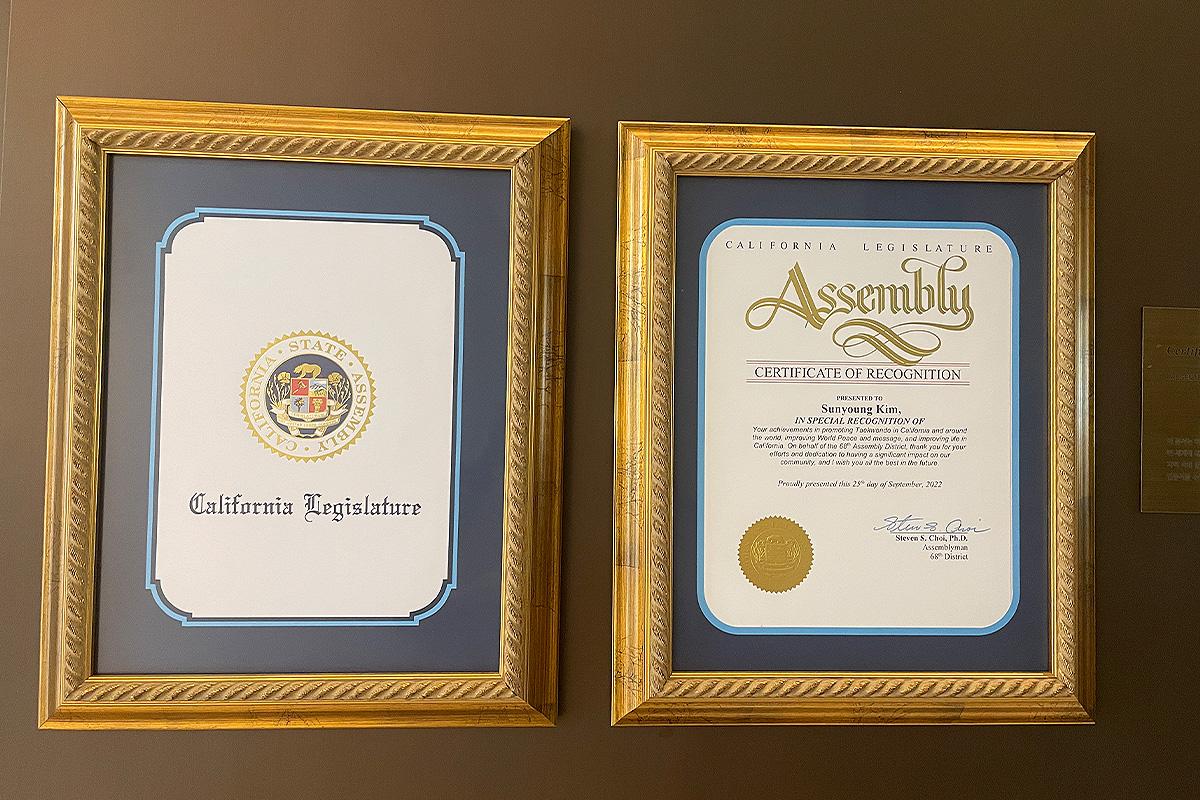 CALIFORNIA • STATE • ASSEMBLY •
California Legislature
CALIFORNIA LEGISLATURE
Assembly
CERTIFICATE OF RECOGNITION
PRESENTED TO
Sunyoung Kim,
IN SPECIAL RECOGNITION OF
Your achievements in promoting Taekwondo in California and around
the world, improving World Peace and message, and improving life in
California. On behalf of the 68th Assembly District, thank you for your
efforts and dedication to having a significant impact on our
community, and I wish you all the best in the future.
Proudly presented this 25th day of September, 2022
Steven S. Choi
Steven S. Choi, Ph.D.
Assemblyman
68th District